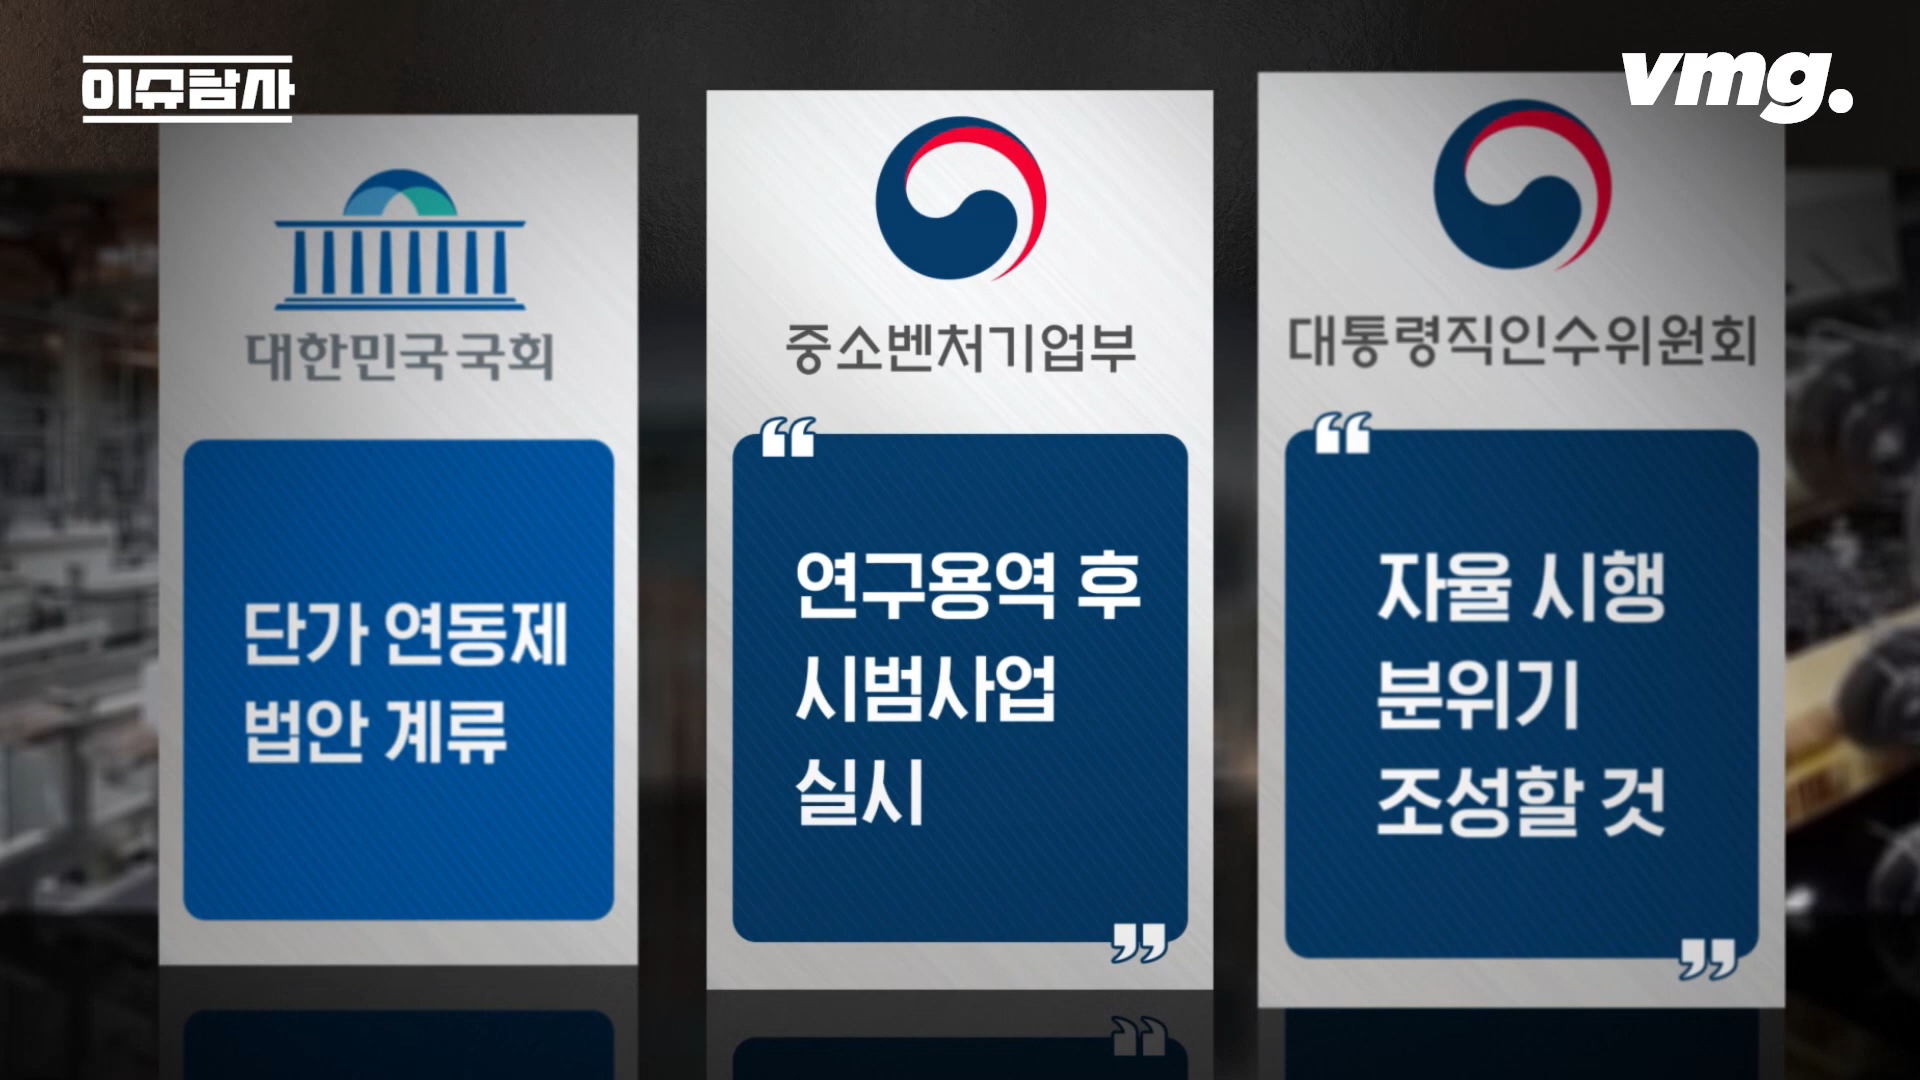 이슈탐사
vmg.
대한민국국회
단가 연동제
법안 계류
중소벤처기업부
“
연구용역 후
시범사업
실시
”
대통령직인수위원회
“
자율 시행
분위기
조성할 것
”